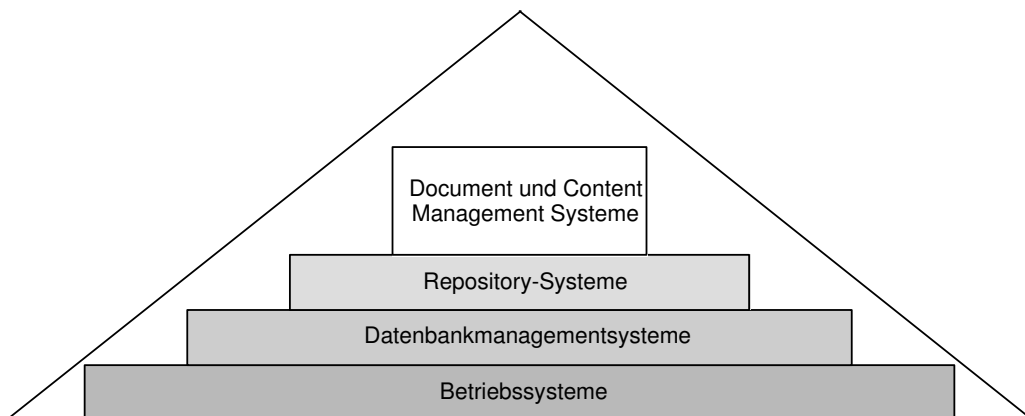 Document und Content
Management Systeme
Repository-Systeme
Datenbankmanagementsysteme
Betriebssysteme